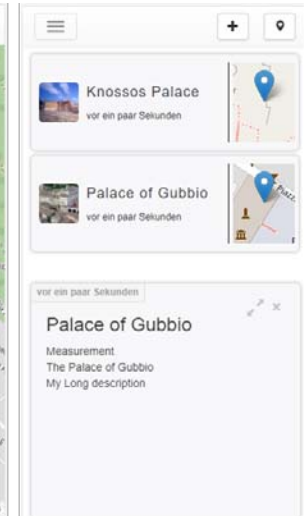 Knossos Palace
vor ein paar Sekunden
Palace of Gubbio
vor ein paar Sekunden
Piazz
vor ein paar Sekunden
Palace of Gubbio
Measurement
The Palace of Gubbio
My Long description